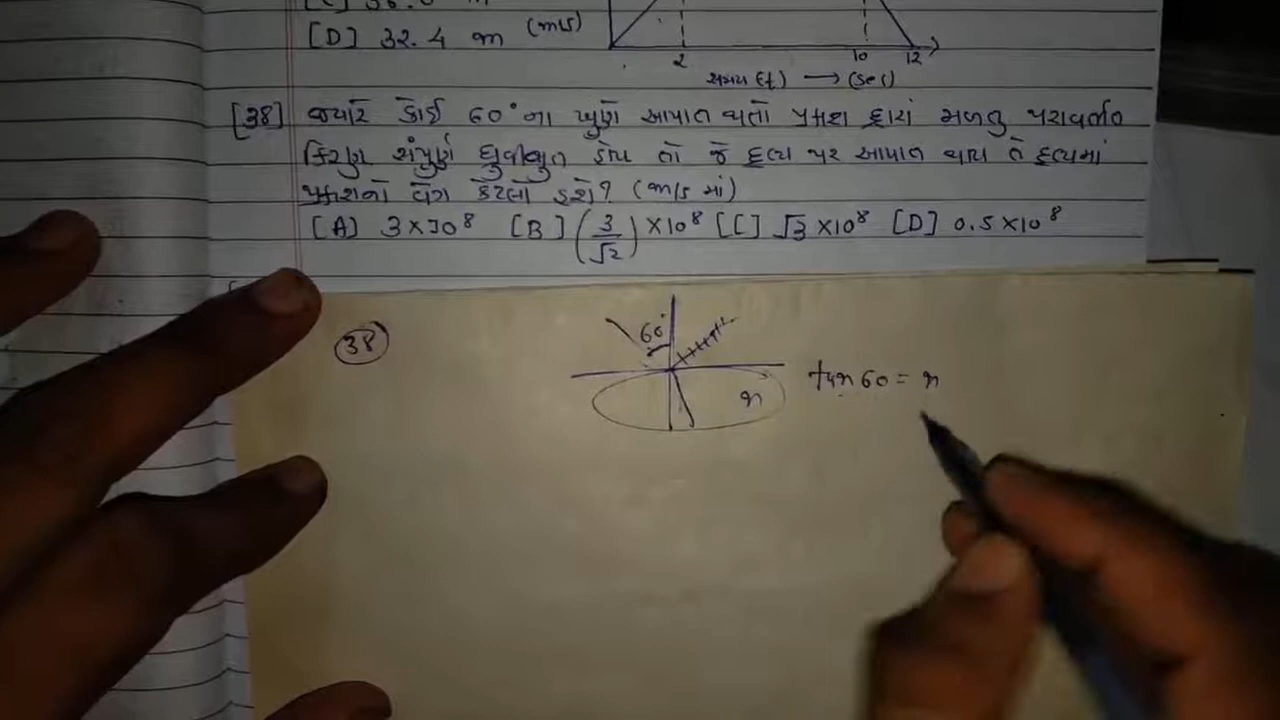 [D] 32.4 m (m/s)
2 10 12
સમય (t) ⟶ (sec)
[38] જ્યારે કોઈ 60° ના ખુણે આપાત થતો પ્રકાશ દ્વારા મળતુ પરાવર્તન
કિરણ સંપુર્ણ ધ્રુવીભુત હોય તો જે દ્રવ્ય પર આપાત થાય તે દ્રવ્યમાં
પ્રકાશનો વેગ કેટલો હશે? (m/s માં)
[A] 3×10⁸ [B] (3/√2) ×10⁸ [C] √3 ×10⁸ [D] 0.5×10⁸
38
60°
n
tan 60 = n